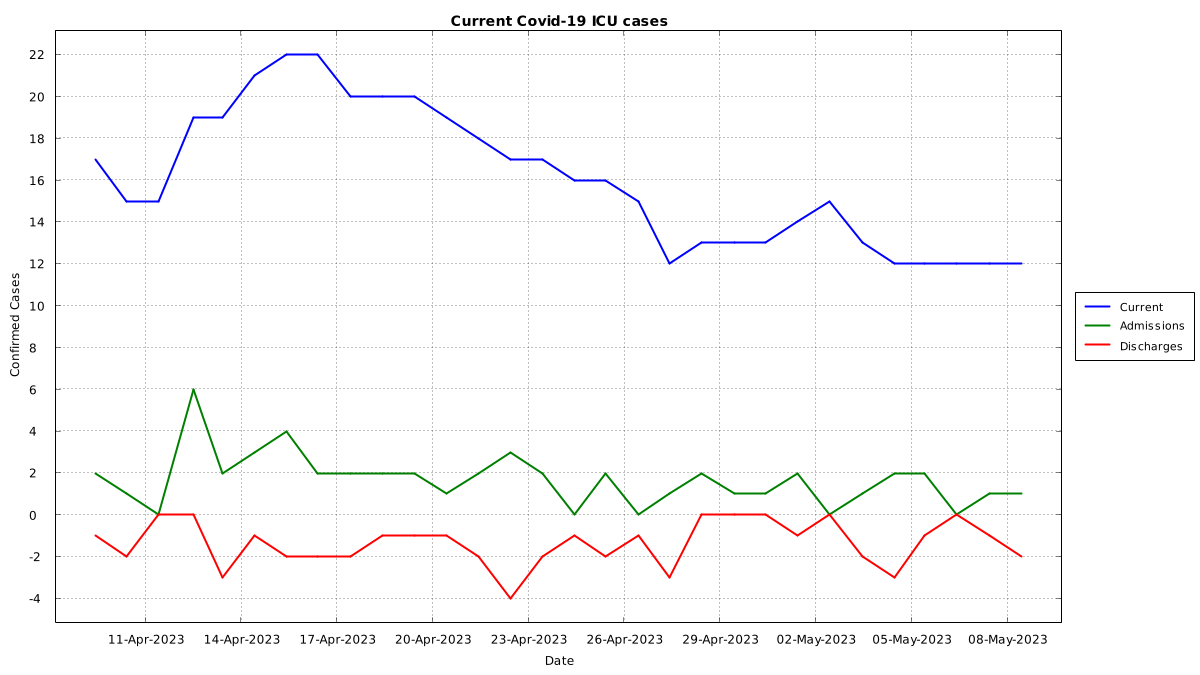 Current Covid-19 ICU cases
22
20
18
16
14
12
10
8
6
4
2
0
-2
-4
Confirmed Cases
11-Apr-2023 14-Apr-2023 17-Apr-2023 20-Apr-2023 23-Apr-2023 26-Apr-2023 29-Apr-2023 02-May-2023 05-May-2023 08-May-2023
Date
Current
Admissions
Discharges